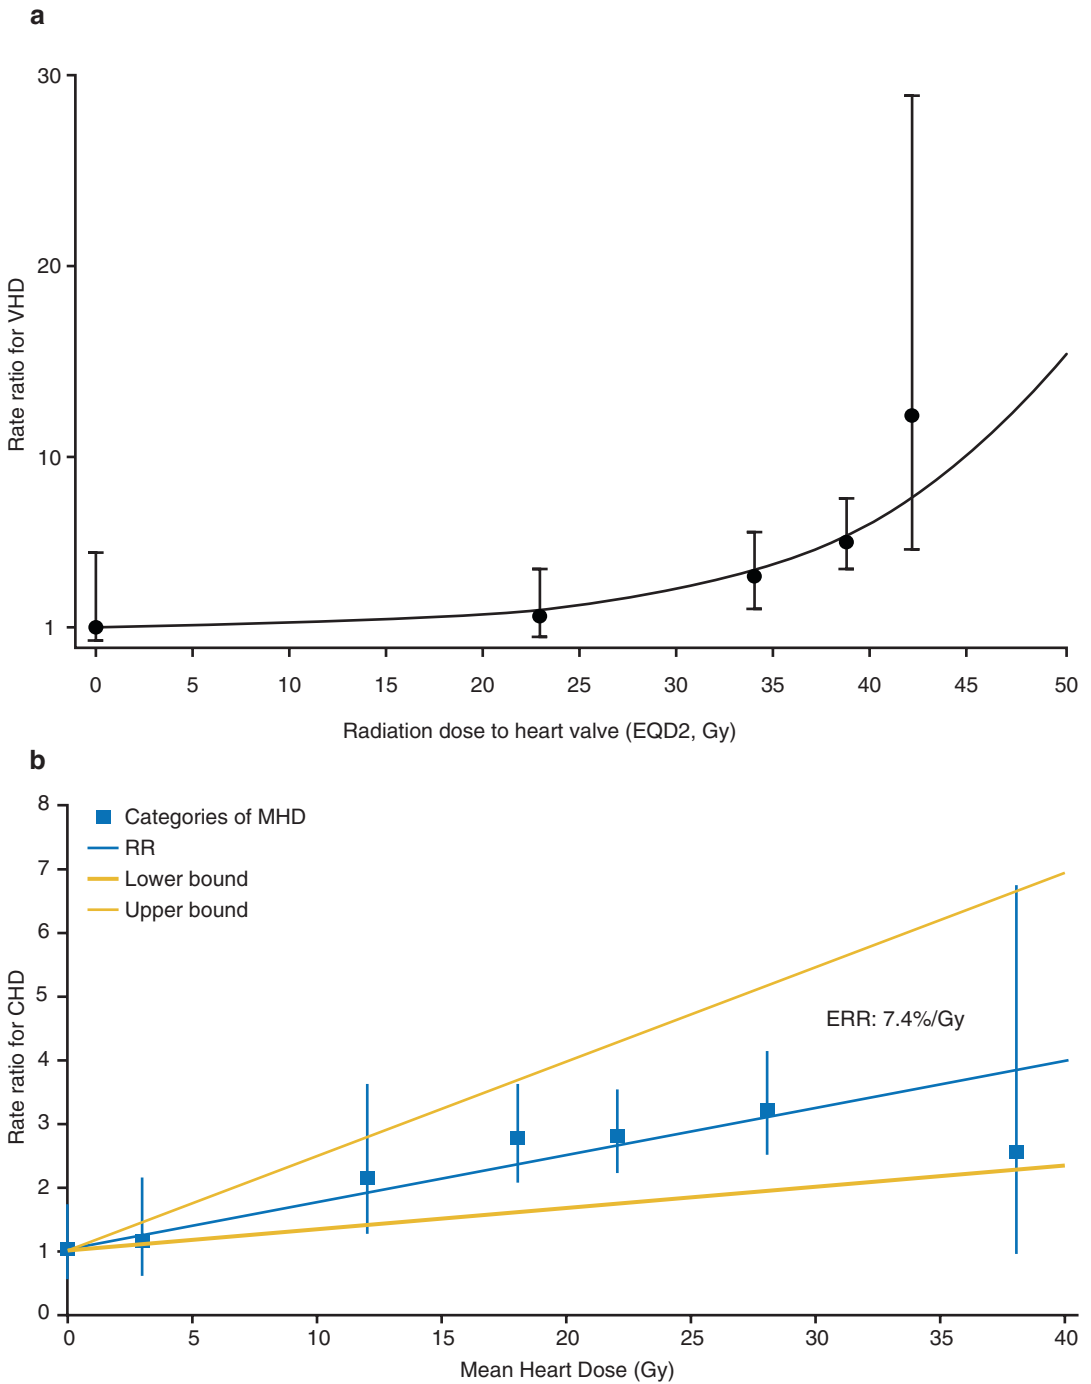 a
30
20
10
1
Rate ratio for VHD
0 5 10 15 20 25 30 35 40 45 50
Radiation dose to heart valve (EQD2, Gy)
b
8
7
6
5
4
3
2
1
0
Rate ratio for CHD
Categories of MHD
RR
Lower bound
Upper bound
ERR: 7.4%/Gy
0 5 10 15 20 25 30 35 40
Mean Heart Dose (Gy)